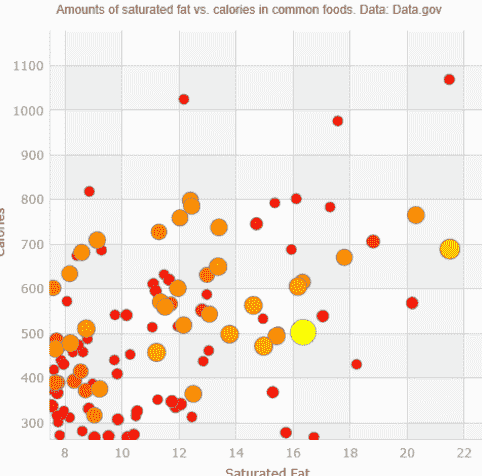 Amounts of saturated fat vs. calories in common foods. Data: Data.gov
1100
1000
900
800
700
600
500
400
300
Calories
8 10 12 14 16 18 20 22
Saturated Fat